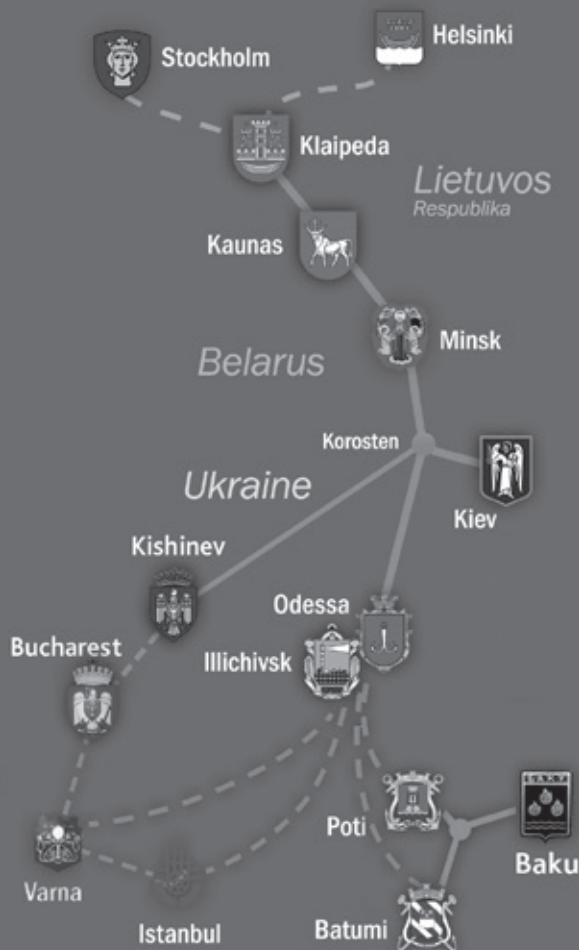 Helsinki
Stockholm
Klaipeda
Lietuvos
Respublika
Kaunas
Minsk
Belarus
Korosten
Ukraine
Kiev
Kishinev
Odessa
Bucharest
Illichivsk
Poti
Baku
Varna
Istanbul
Batumi